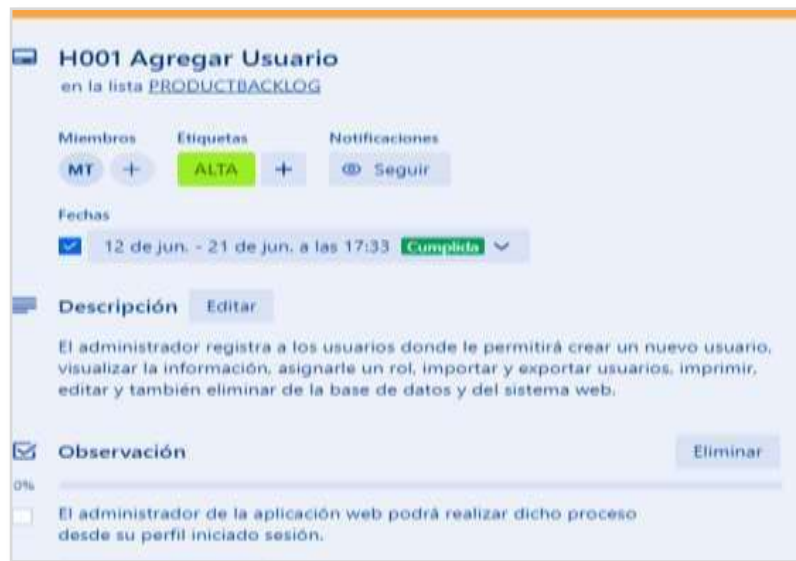 H001 Agregar Usuario
en la lista PRODUCTBACKLOG
Miembros Etiquetas Notificaciones
MT + ALTA + Seguir
Fechas
12 de jun. - 21 de jun. a las 17:33 Cumplida
Descripción Editar
El administrador registra a los usuarios donde le permitirá crear un nuevo usuario,
visualizar la información, asignarle un rol, importar y exportar usuarios, imprimir,
editar y también eliminar de la base de datos y del sistema web.
Observación Eliminar
0%
El administrador de la aplicación web podrá realizar dicho proceso
desde su perfil iniciado sesión.